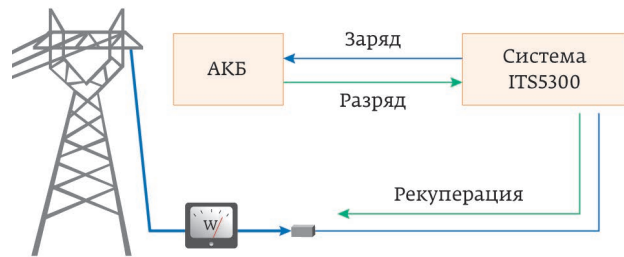 Заряд
АКБ
Система
ITS5300
Разряд
Рекуперация
W